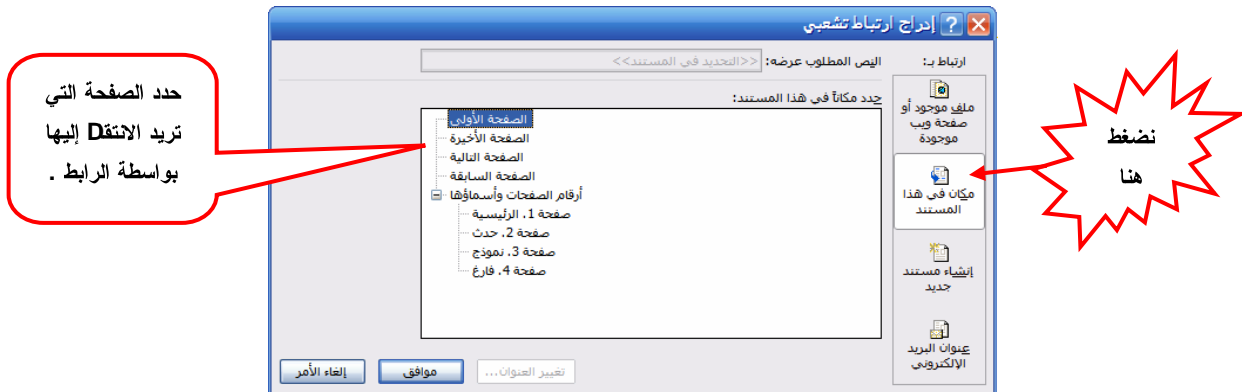 إدراج ارتباط تشعبي
ارتباط بـ:
النص المطلوب عرضه:
<<التحديد في المستند>>
ملف موجود أو
صفحة ويب
موجودة
مكان في هذا
المستند
إنشاء مستند
جديد
عنوان البريد
الإلكتروني
حدد مكاناً في هذا المستند:
الصفحة الأولى
الصفحة الأخيرة
الصفحة التالية
الصفحة السابقة
أرقام الصفحات وأسماؤها
صفحة 1. الرئيسية
صفحة 2. حدث
صفحة 3. نموذج
صفحة 4. فارغ
تغيير العنوان...
موافق
إلغاء الأمر
نضغط
هنا
حدد الصفحة التي
تريد الانتقD إليها
بواسطة الرابط .